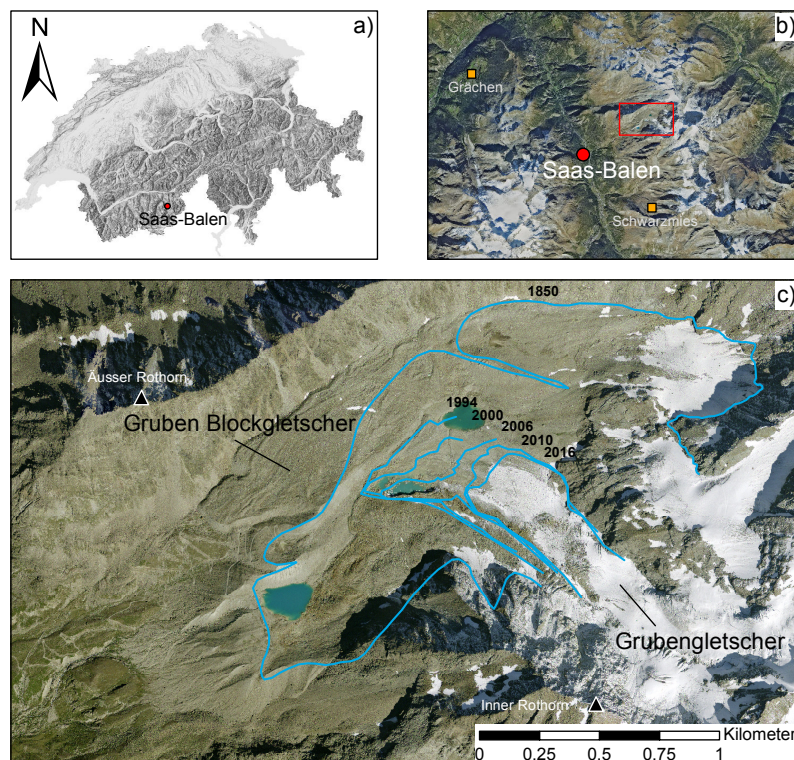 N
a)
Saas-Balen
b)
Grächen
Saas-Balen
Schwarzmies
c)
1850
Äusser Rothorn
1994
2000
2006
2010
2016
Gruben Blockgletscher
Grubengletscher
Inner Rothorn
Kilometer
0 0.25 0.5 0.75 1